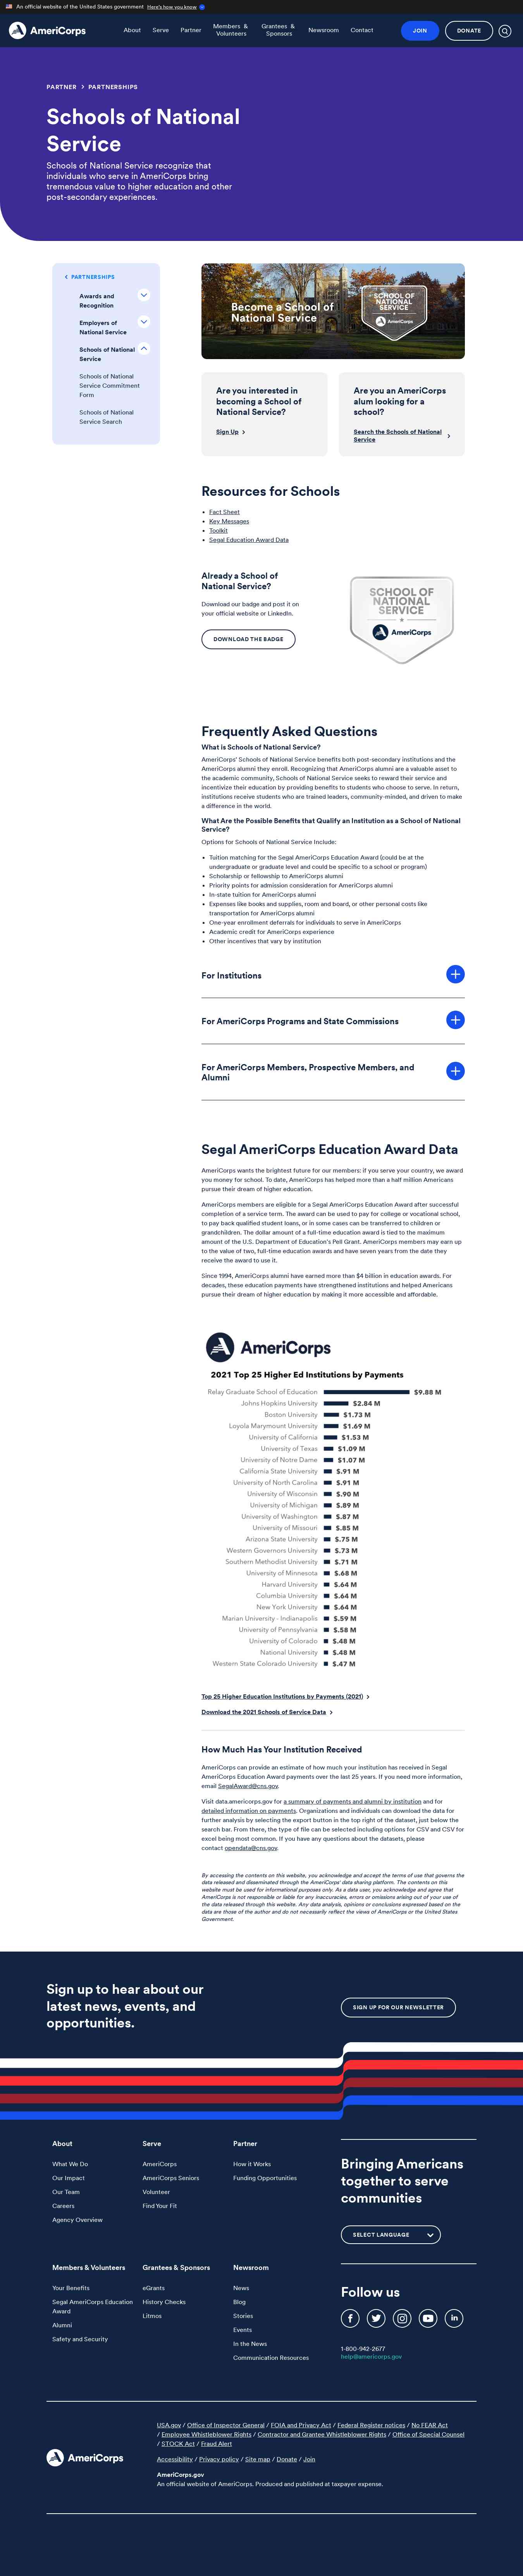 An official website of the United States government Here's how you know
AmeriCorps
About
Serve
Partner
Members & Volunteers
Grantees & Sponsors
Newsroom
Contact
JOIN
DONATE
PARTNER > PARTNERSHIPS
Schools of National
Service
Schools of National Service recognize that
individuals who serve in AmeriCorps bring
tremendous value to higher education and other
post-secondary experiences.
PARTNERSHIPS
Awards and
Recognition
Employers of
National Service
Schools of National
Service
Schools of National
Service Commitment
Form
Schools of National
Service Search
Become a School of
National Service
SCHOOL OF
NATIONAL
SERVICE
AmeriCorps
Are you interested in
becoming a School of
National Service?
Sign Up
Are you an AmeriCorps
alum looking for a
school?
Search the Schools of National
Service
Resources for Schools
• Fact Sheet
• Key Messages
• Toolkit
• Segal Education Award Data
Already a School of
National Service?
Download our badge and post it on
your official website or LinkedIn.
DOWNLOAD THE BADGE
SCHOOL OF
NATIONAL
SERVICE
AmeriCorps
Frequently Asked Questions
What is Schools of National Service?
AmeriCorps' Schools of National Service benefits both post-secondary institutions and the
AmeriCorps alumni they enroll. Recognizing that AmeriCorps alumni are a valuable asset to
the academic community, Schools of National Service seeks to reward their service and
incentivize their education by providing benefits to students who choose to serve. In return,
institutions receive students who are trained leaders, community-minded, and driven to make
a difference in the world.
What Are the Possible Benefits that Qualify an Institution as a School of National
Service?
Options for Schools of National Service Include:
• Tuition matching for the Segal AmeriCorps Education Award (could be at the
undergraduate or graduate level and could be specific to a school or program)
• Scholarship or fellowship to AmeriCorps alumni
• Priority points for admission consideration for AmeriCorps alumni
• In-state tuition for AmeriCorps alumni
• Expenses like books and supplies, room and board, or other personal costs like
transportation for AmeriCorps alumni
• One-year enrollment deferrals for individuals to serve in AmeriCorps
• Academic credit for AmeriCorps experience
• Other incentives that vary by institution
For Institutions
For AmeriCorps Programs and State Commissions
For AmeriCorps Members, Prospective Members, and
Alumni
Segal AmeriCorps Education Award Data
AmeriCorps wants the brightest future for our members: if you serve your country, we award
you money for school. To date, AmeriCorps has helped more than a half million Americans
pursue their dream of higher education.
AmeriCorps members are eligible for a Segal AmeriCorps Education Award after successful
completion of a service term. The award can be used to pay for college or vocational school,
to pay back qualified student loans, or in some cases can be transferred to children or
grandchildren. The dollar amount of a full-time education award is tied to the maximum
amount of the U.S. Department of Education's Pell Grant. AmeriCorps members may earn up
to the value of two, full-time education awards and have seven years from the date they
receive the award to use it.
Since 1994, AmeriCorps alumni have earned more than $4 billion in education awards. For
decades, these education payments have strengthened institutions and helped Americans
pursue their dream of higher education by making it more accessible and affordable.
AmeriCorps
2021 Top 25 Higher Ed Institutions by Payments
Relay Graduate School of Education $9.88 M
Johns Hopkins University $2.84 M
Boston University $1.73 M
Loyola Marymount University $1.69 M
University of California $1.53 M
University of Texas $1.09 M
University of Notre Dame $1.07 M
California State University $.91 M
University of North Carolina $.91 M
University of Wisconsin $.90 M
University of Michigan $.89 M
University of Washington $.87 M
University of Missouri $.85 M
Arizona State University $.75 M
Western Governors University $.73 M
Southern Methodist University $.71 M
University of Minnesota $.68 M
Harvard University $.64 M
Columbia University $.64 M
New York University $.64 M
Marian University - Indianapolis $.59 M
University of Pennsylvania $.58 M
University of Colorado $.48 M
National University $.48 M
Western State Colorado University $.47 M
Top 25 Higher Education Institutions by Payments (2021)
Download the 2021 Schools of Service Data
How Much Has Your Institution Received
AmeriCorps can provide an estimate of how much your institution has received in Segal
AmeriCorps Education Award payments over the last 25 years. If you need more information,
email SegalAward@cns.gov.
Visit data.americorps.gov for a summary of payments and alumni by institution and
detailed information on payments. Organizations and individuals can download the data for
further analysis by selecting the export button in the top right of the dataset, just below the
search bar. From there, the type of file can be selected including options for CSV and CSV for
excel being most common. If you have any questions about the datasets, please
contact opendata@cns.gov.
By accessing the contents on this website, you acknowledge and accept the terms of use that governs the
data released and disseminated through the AmeriCorps' data sharing platform. The contents on this
website must be used for informational purposes only. As a data user, you acknowledge and agree that
AmeriCorps is not responsible or liable for any inaccuracies, errors or omissions arising out of your use of
the data released through this website. Any data analysis, opinions or conclusions expressed based on the
data are those of the author and do not necessarily reflect the views of AmeriCorps or the United States
Government.
Sign up to hear about our
latest news, events, and
opportunities.
SIGN UP FOR OUR NEWSLETTER
About
What We Do
Our Impact
Our Team
Careers
Agency Overview
Serve
AmeriCorps
AmeriCorps Seniors
Volunteer
Find Your Fit
Partner
How it Works
Funding Opportunities
Bringing Americans
together to serve
communities
SELECT LANGUAGE
Members & Volunteers
Your Benefits
Segal AmeriCorps Education
Award
Alumni
Safety and Security
Grantees & Sponsors
eGrants
History Checks
Litmos
Newsroom
News
Blog
Stories
Events
In the News
Communication Resources
Follow us
1-800-942-2677
help@americorps.gov
AmeriCorps
USA.gov / Office of Inspector General / FOIA and Privacy Act / Federal Register notices / No FEAR Act
/ Employee Whistleblower Rights / Contractor and Grantee Whistleblower Rights / Office of Special Counsel
/ STOCK Act / Fraud Alert
Accessibility / Privacy policy / Site map / Donate / Join
AmeriCorps.gov
An official website of AmeriCorps. Produced and published at taxpayer expense.